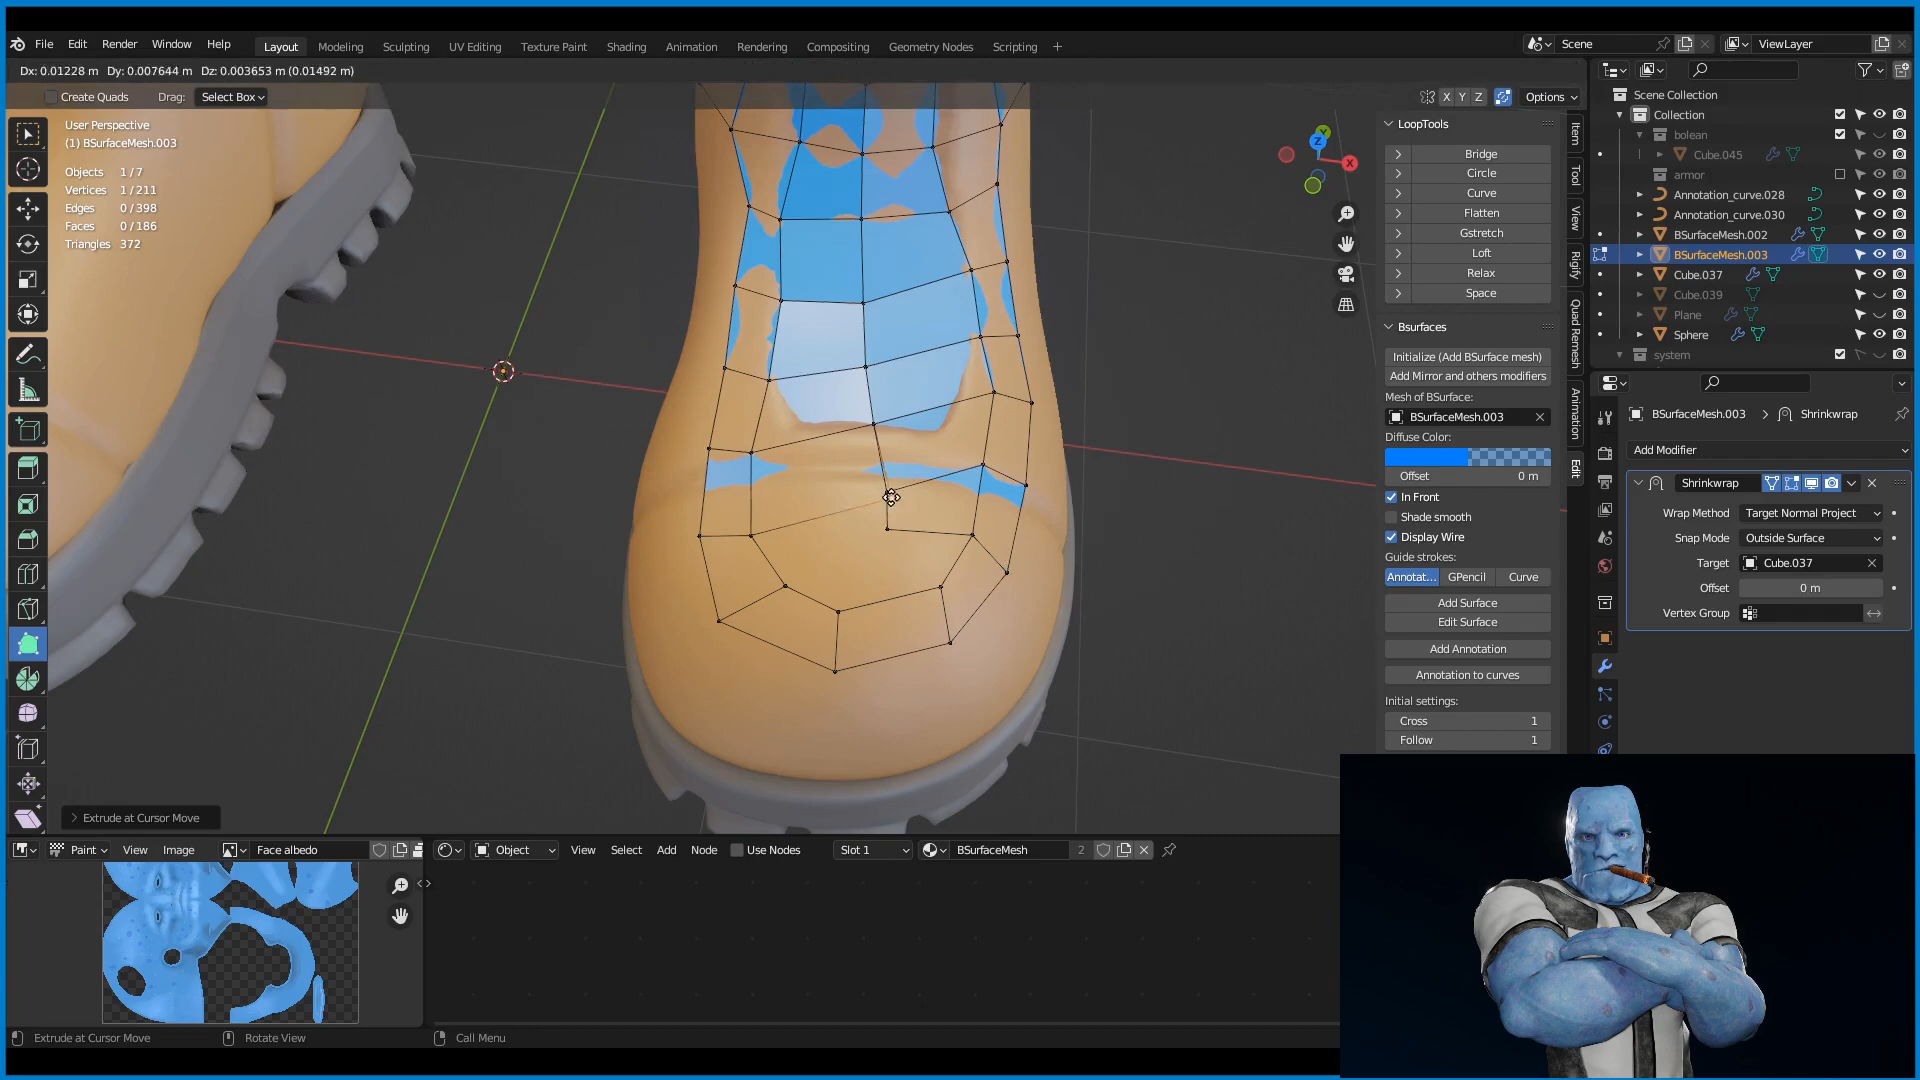 File Edit Render Window Help Layout Modeling Sculpting UV Editing Texture Paint Shading Animation Rendering Compositing Geometry Nodes Scripting + Scene ViewLayer
Dx: 0.01228 m Dy: 0.007644 m Dz: 0.003653 m (0.01492 m)
Create Quads Drag: Select Box X Y Z Options
User Perspective
(1) BSurfaceMesh.003
Objects 1/7
Vertices 1/211
Edges 0/398
Faces 0/186
Triangles 372
Y
Z
X
LoopTools
Bridge
Circle
Curve
Flatten
Gstretch
Loft
Relax
Space
Bsurfaces
Initialize (Add BSurface mesh)
Add Mirror and others modifiers
Mesh of BSurface:
BSurfaceMesh.003
Diffuse Color:
Offset 0 m
In Front
Shade smooth
Display Wire
Guide strokes:
Annotat... GPencil Curve
Add Surface
Edit Surface
Add Annotation
Annotation to curves
Initial settings:
Cross 1
Follow 1
Item
Tool
View
Rigify
Quad Remesh
Animation
Edit
Scene Collection
Collection
bolean
Cube.045
armor
Annotation_curve.028
Annotation_curve.030
BSurfaceMesh.002
BSurfaceMesh.003
Cube.037
Cube.039
Plane
Sphere
system
BSurfaceMesh.003 Shrinkwrap
Add Modifier
Shrinkwrap
Wrap Method Target Normal Project
Snap Mode Outside Surface
Target Cube.037
Offset 0 m
Vertex Group
Extrude at Cursor Move
Paint View Image Face albedo
Object View Select Add Node Use Nodes Slot 1 BSurfaceMesh 2
Extrude at Cursor Move Rotate View Call Menu